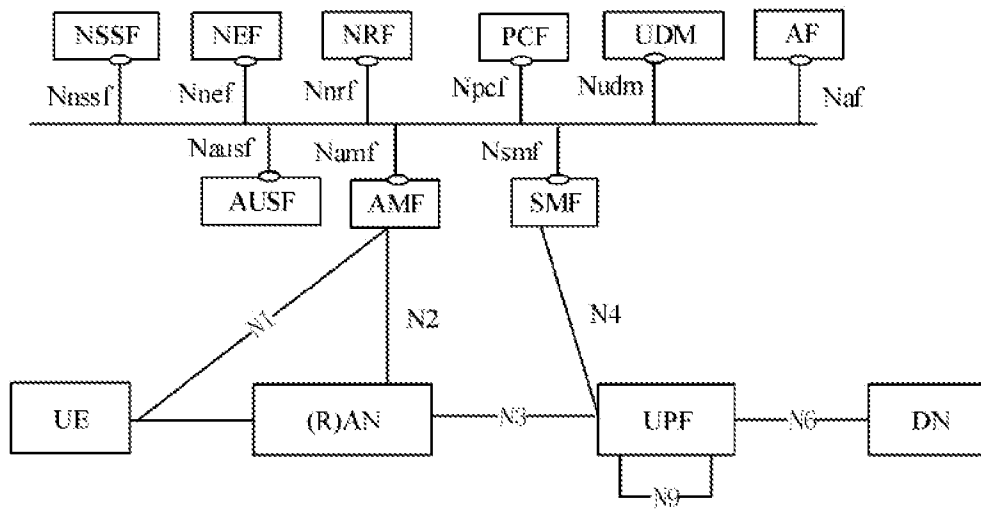 NSSF NEF NRF PCF UDM AF
Nnssf Nnef Nnrf Npcf Nudm Naf
Nausf Namf Nsmf
AUSF AMF SMF
N1 N2 N4
UE (R)AN N3 UPF N6 DN
N9